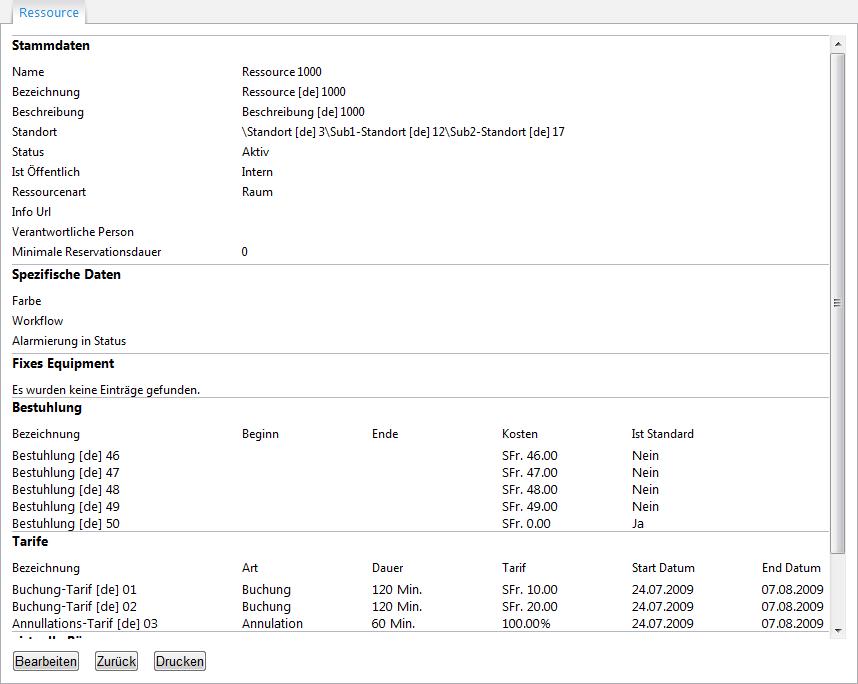 Ressource
Stammdaten
Name Ressource 1000
Bezeichnung Ressource [de] 1000
Beschreibung Beschreibung [de] 1000
Standort \Standort [de] 3\Sub1-Standort [de] 12\Sub2-Standort [de] 17
Status Aktiv
Ist Öffentlich Intern
Ressourcenart Raum
Info Url
Verantwortliche Person
Minimale Reservationsdauer 0
Spezifische Daten
Farbe
Workflow
Alarmierung in Status
Fixes Equipment
Es wurden keine Einträge gefunden.
Bestuhlung
Bezeichnung Beginn Ende Kosten Ist Standard
Bestuhlung [de] 46 SFr. 46.00 Nein
Bestuhlung [de] 47 SFr. 47.00 Nein
Bestuhlung [de] 48 SFr. 48.00 Nein
Bestuhlung [de] 49 SFr. 49.00 Nein
Bestuhlung [de] 50 SFr. 0.00 Ja
Tarife
Bezeichnung Art Dauer Tarif Start Datum End Datum
Buchung-Tarif [de] 01 Buchung 120 Min. SFr. 10.00 24.07.2009 07.08.2009
Buchung-Tarif [de] 02 Buchung 120 Min. SFr. 20.00 24.07.2009 07.08.2009
Annullations-Tarif [de] 03 Annulation 60 Min. 100.00% 24.07.2009 07.08.2009
Bearbeiten Zurück Drucken